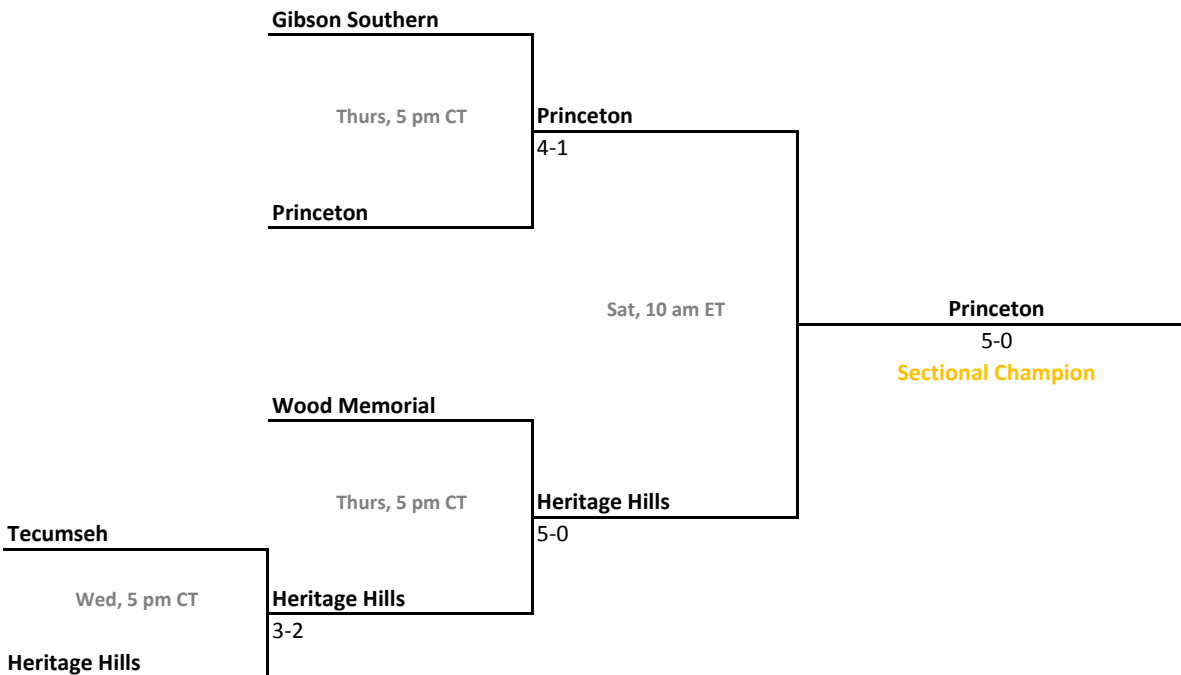 Gibson Southern
Thurs, 5 pm CT
Princeton
4-1
Princeton
Sat, 10 am ET
Princeton
5-0
Sectional Champion
Wood Memorial
Thurs, 5 pm CT
Heritage Hills
5-0
Tecumseh
Wed, 5 pm CT
Heritage Hills
3-2
Heritage Hills